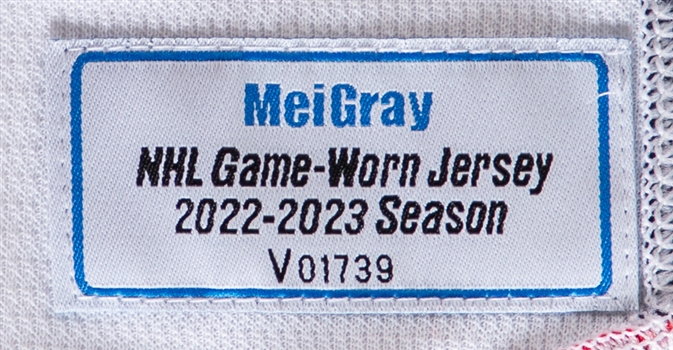 MeiGray
NHL Game-Worn Jersey
2022-2023 Season
V01739